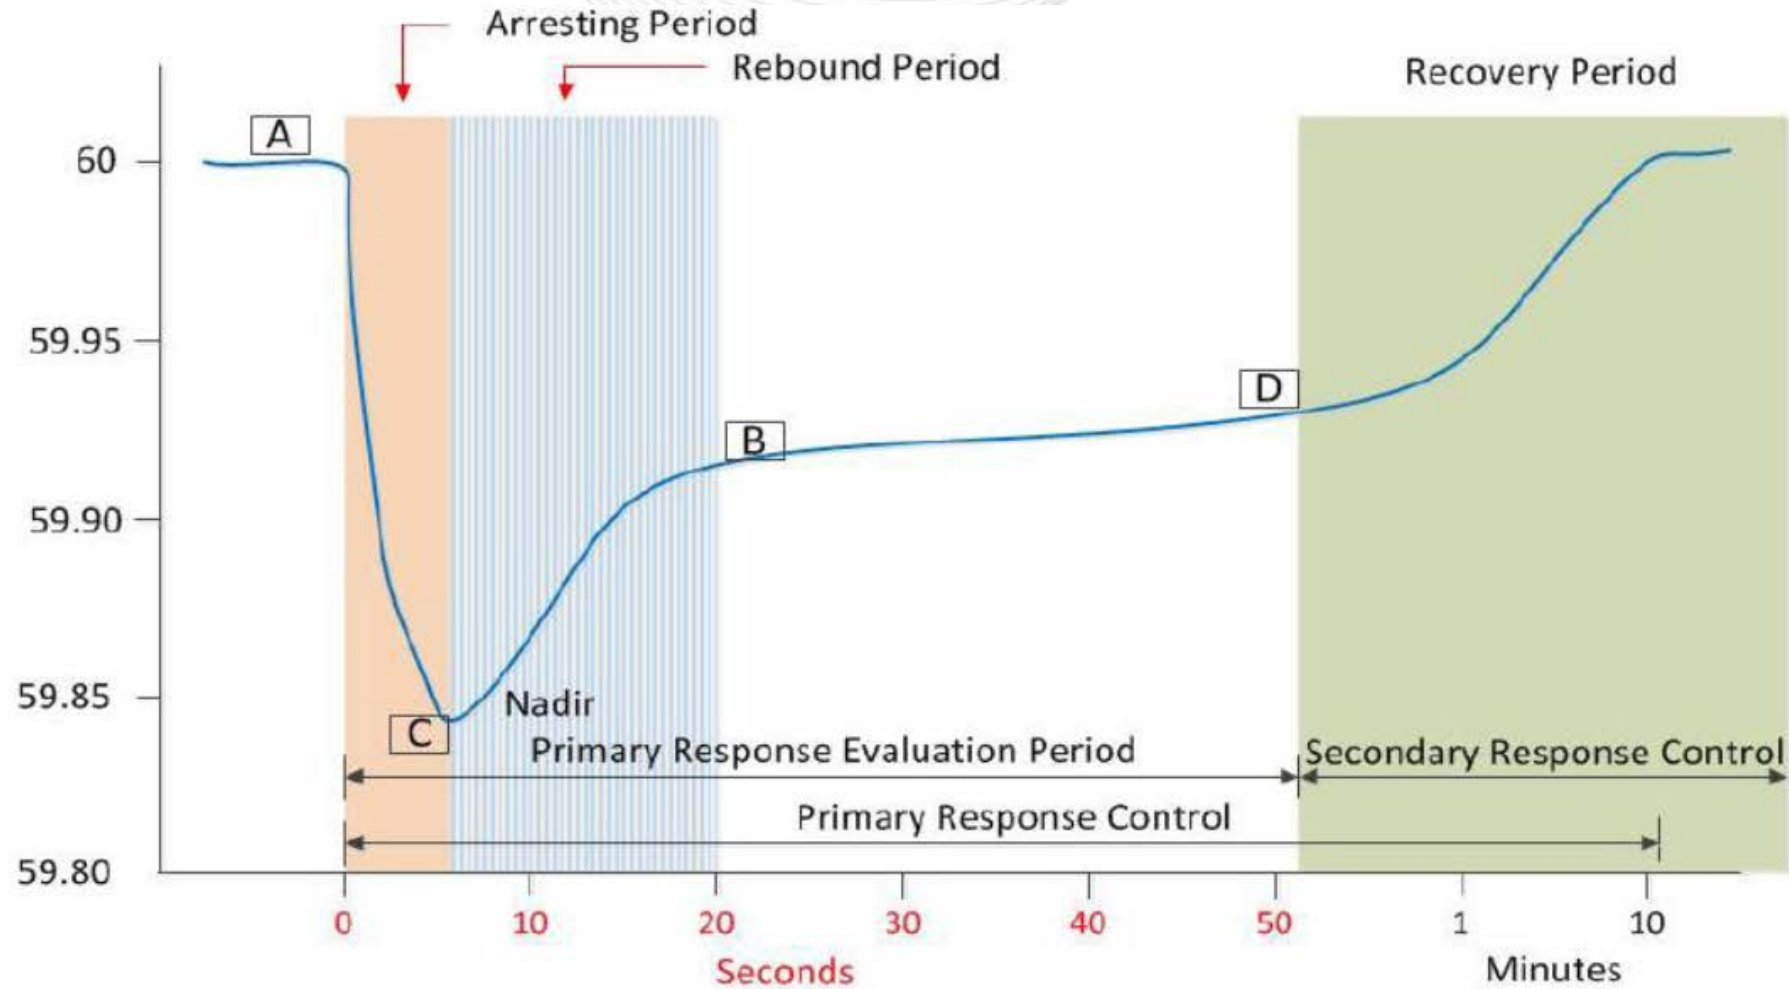 Arresting Period
Rebound Period
Recovery Period
A
60
59.95
D
B
59.90
59.85
Nadir
C
Primary Response Evaluation Period
Secondary Response Control
Primary Response Control
59.80
0 10 20 30 40 50 1 10
Seconds
Minutes